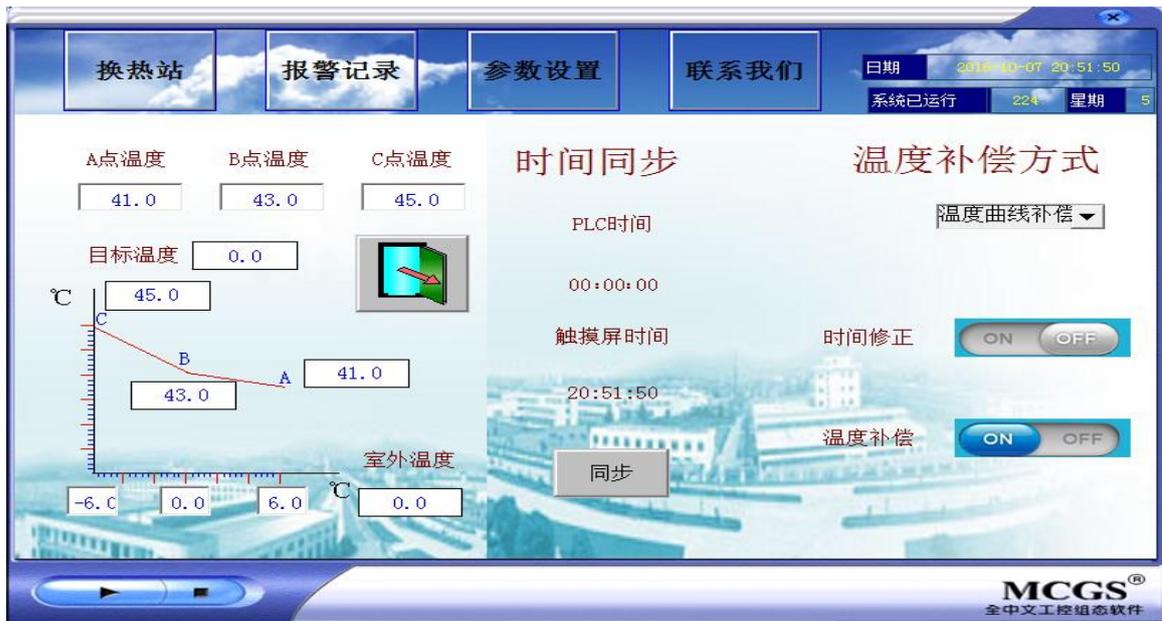 换热站
报警记录
参数设置
联系我们
日期 2016-10-07 20:51:50
系统已运行 224 星期 5
A点温度 B点温度 C点温度
41.0 43.0 45.0
目标温度 0.0
℃ 45.0
C
B
A 41.0
43.0
室外温度
-6.0 0.0 6.0 ℃ 0.0
时间同步
PLC时间
00:00:00
触摸屏时间
20:51:50
同步
温度补偿方式
温度曲线补偿
时间修正 ON OFF
温度补偿 ON OFF
MCGS®
全中文工控组态软件